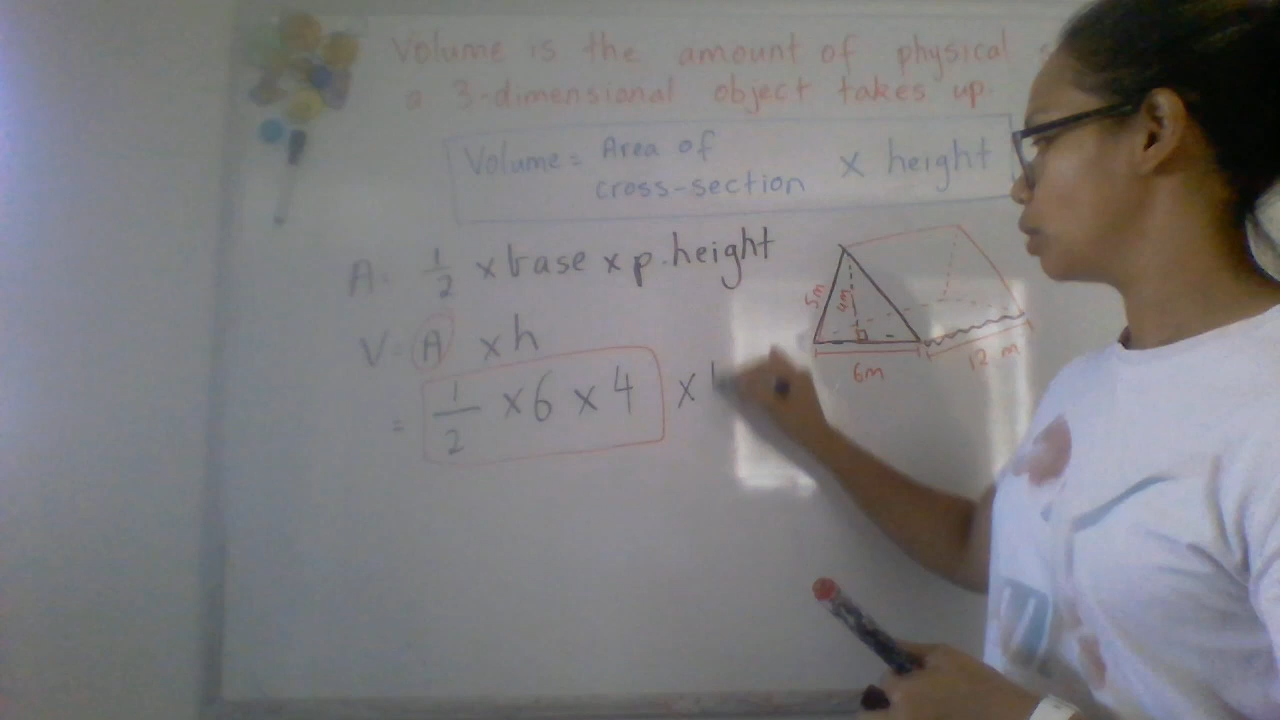 Volume is the amount of physical
a 3-dimensional object takes up.
Volume = Area of cross-section x height
A = 1/2 x base x p.height
V = A x h
= 1/2 x 6 x 4 x
5m
4m
6m
12 m